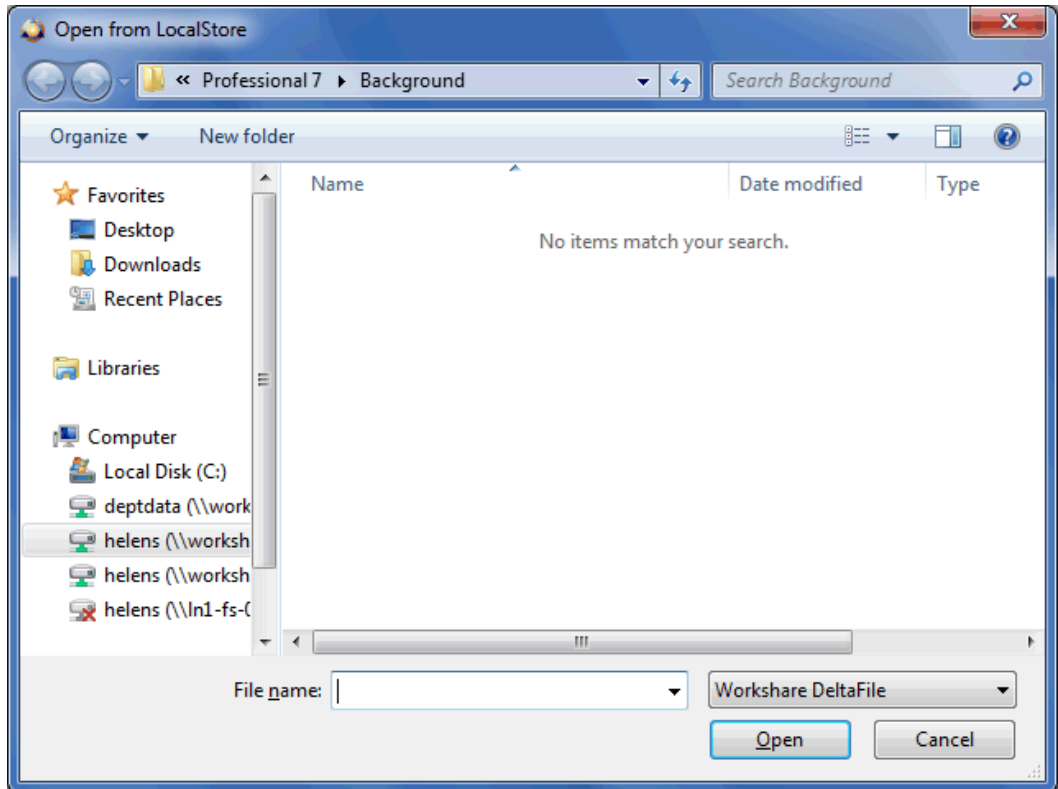 Open from LocalStore
« Professional 7 ▸ Background
Search Background
Organize
New folder
Name
Date modified
Type
No items match your search.
Favorites
Desktop
Downloads
Recent Places
Libraries
Computer
Local Disk (C:)
deptdata (\\work
helens (\\worksh
helens (\\worksh
helens (\\ln1-fs-0
File name:
Workshare DeltaFile
Open
Cancel